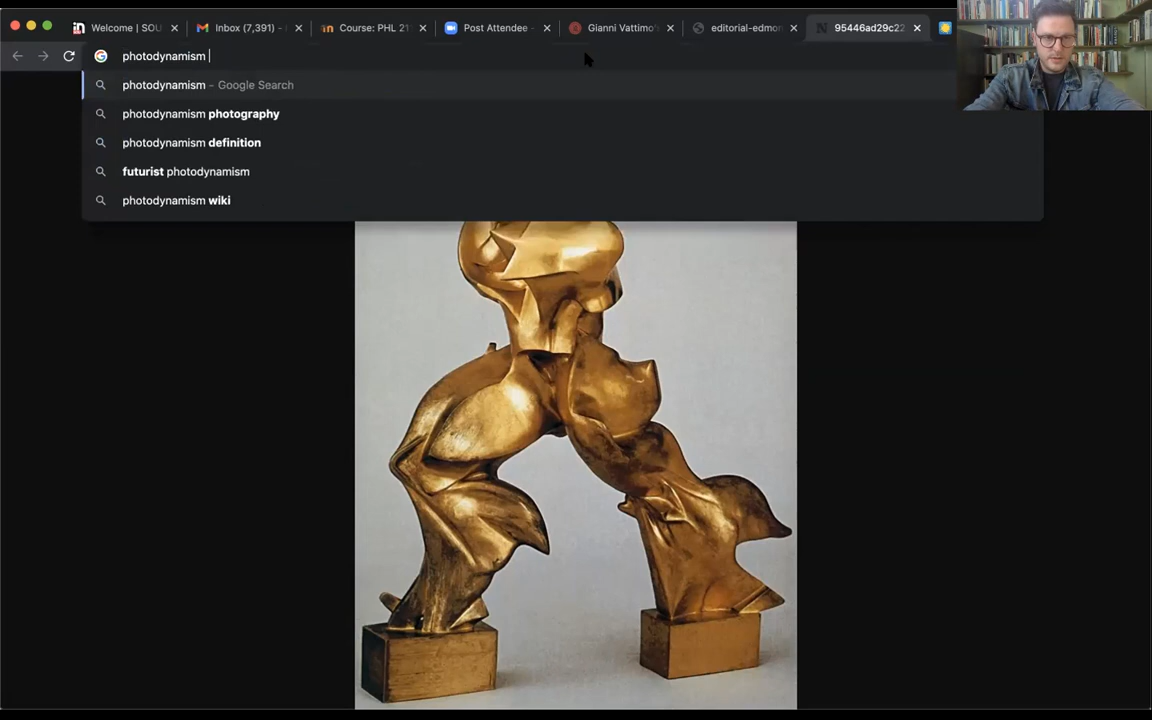 Welcome | SOU
Inbox (7,391) -
Course: PHL 21
Post Attendee -
Gianni Vattimo
editorial-edmo
95446ad29c22
photodynamism
photodynamism - Google Search
photodynamism photography
photodynamism definition
futurist photodynamism
photodynamism wiki